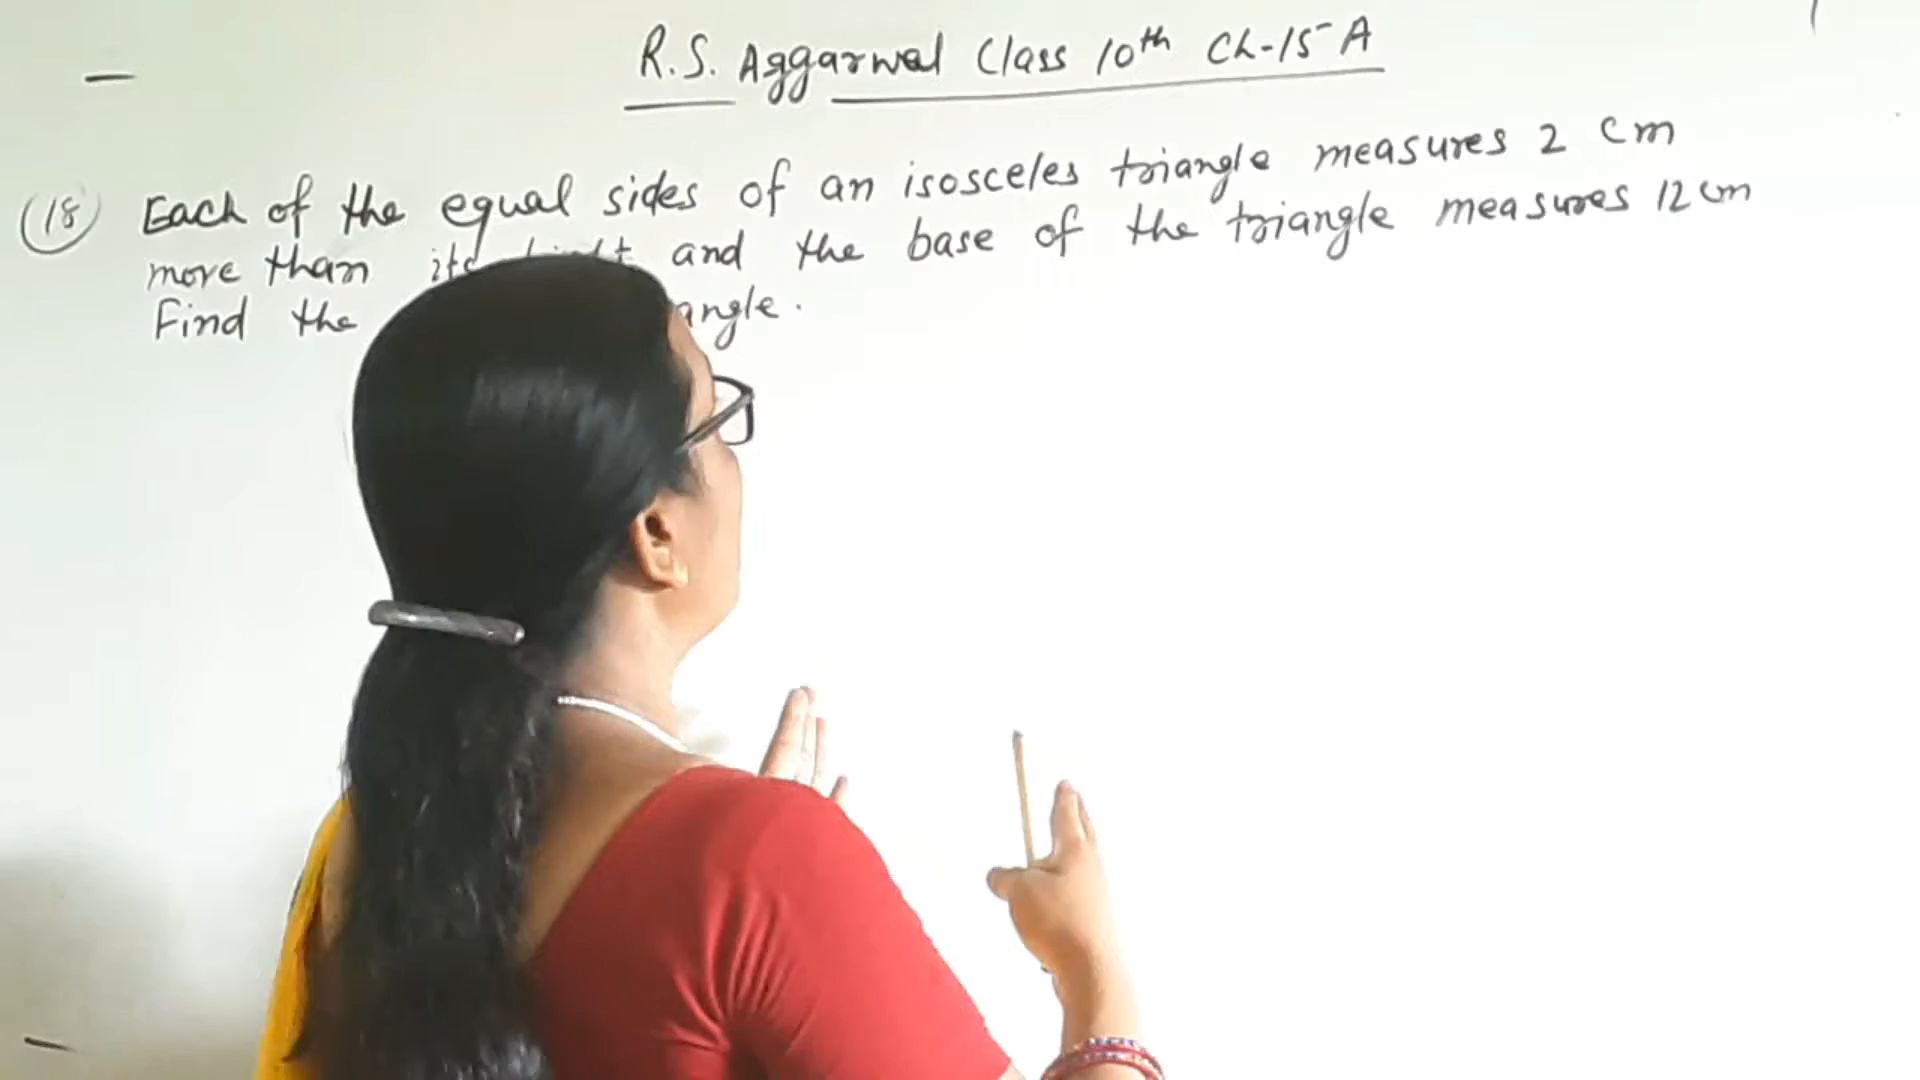 R.S. Aggarwal Class 10th Ch-15 A
(18) Each of the equal sides of an isosceles triangle measures 2 cm
more than its and the base of the triangle measures 12 cm
Find the angle.